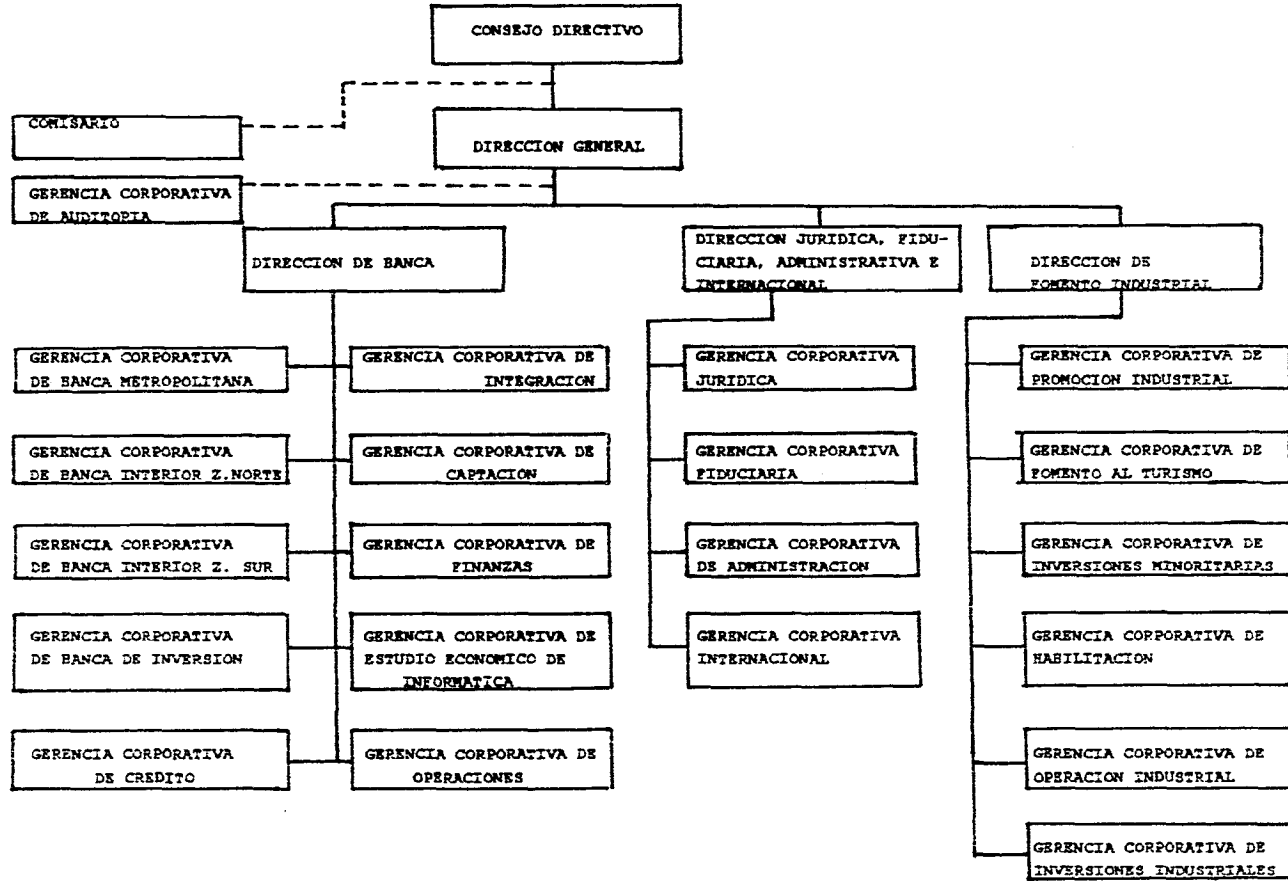 CONSEJO DIRECTIVO
COMISARIO
DIRECCION GENERAL
GERENCIA CORPORATIVA
DE AUDITOPIA
DIRECCION DE BANCA
DIRECCION JURIDICA, FIDU-
CIARIA, ADMINISTRATIVA E
INTERNACIONAL
DIRECCION DE
FOMENTO INDUSTRIAL
GERENCIA CORPORATIVA
DE BANCA METROPOLITANA
GERENCIA CORPORATIVA DE
INTEGRACION
GERENCIA CORPORATIVA
JURIDICA
GERENCIA CORPORATIVA DE
PROMOCION INDUSTRIAL
GERENCIA CORPORATIVA
DE BANCA INTERIOR Z.NORTE
GERENCIA CORPORATIVA DE
CAPTACION
GERENCIA CORPORATIVA
FIDUCIARIA
GERENCIA CORPORATIVA DE
FOMENTO AL TURISMO
GERENCIA CORPORATIVA
DE BANCA INTERIOR Z. SUR
GERENCIA CORPORATIVA DE
FINANZAS
GERENCIA CORPORATIVA
DE ADMINISTRACION
GERENCIA CORPORATIVA DE
INVERSIONES MINORITARIAS
GERENCIA CORPORATIVA
DE BANCA DE INVERSION
GERENCIA CORPORATIVA DE
ESTUDIO ECONOMICO DE
INFORMATICA
GERENCIA CORPORATIVA
INTERNACIONAL
GERENCIA CORPORATIVA DE
HABILITACION
GERENCIA CORPORATIVA
DE CREDITO
GERENCIA CORPORATIVA DE
OPERACIONES
GERENCIA CORPORATIVA DE
OPERACION INDUSTRIAL
GERENCIA CORPORATIVA DE
INVERSIONES INDUSTRIALES